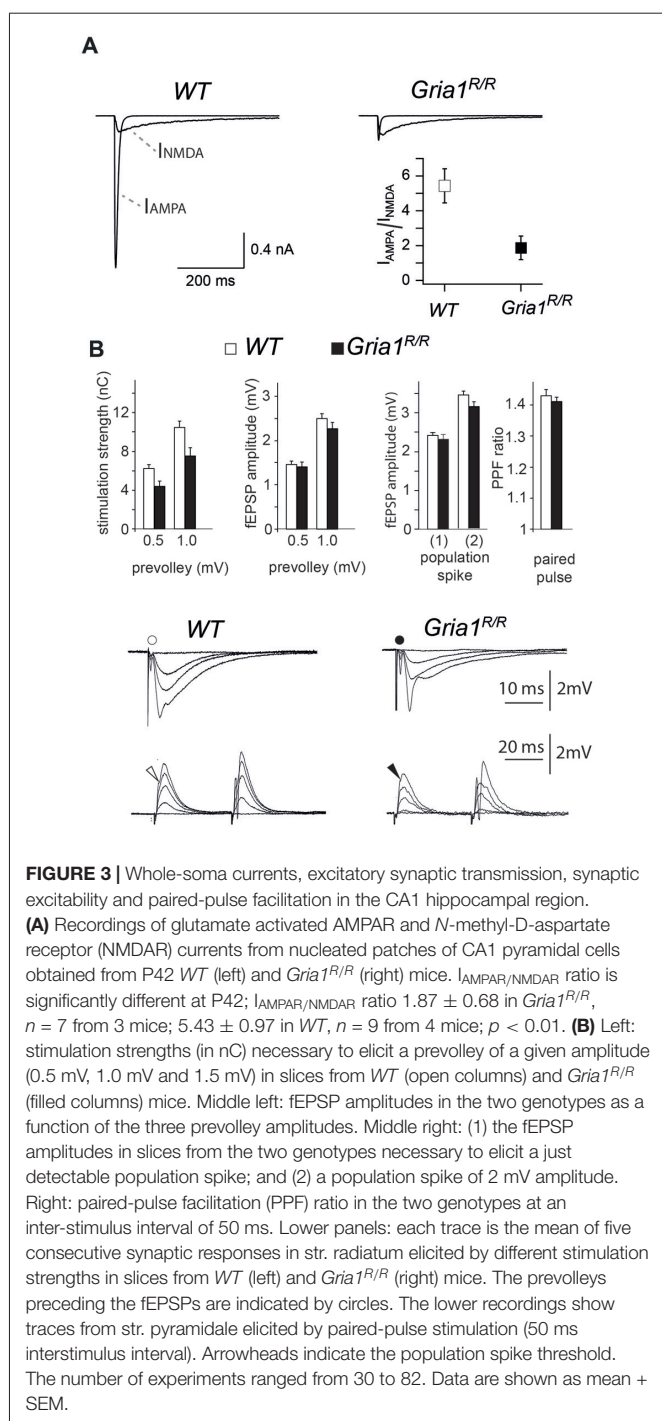 A
WT
Gria1R/R
INMDA
IAMPA
0.4 nA
200 ms
IAMPA/INMDA
6
4
2
0
WT
Gria1R/R
B
WT
Gria1R/R
stimulation strength (nC)
12
8
4
0
0.5 1.0
prevolley (mV)
fEPSP amplitude (mV)
3
2
1
0
0.5 1.0
prevolley (mV)
fEPSP amplitude (mV)
3
2
1
0
(1) (2)
population
spike
PPF ratio
1.4
1.3
1.2
1.1
1
paired
pulse
WT
Gria1R/R
10 ms
2mV
20 ms
2mV
FIGURE 3 | Whole-soma currents, excitatory synaptic transmission, synaptic
excitability and paired-pulse facilitation in the CA1 hippocampal region.
(A) Recordings of glutamate activated AMPAR and N-methyl-D-aspartate
receptor (NMDAR) currents from nucleated patches of CA1 pyramidal cells
obtained from P42 WT (left) and Gria1R/R (right) mice. IAMPAR/NMDAR ratio is
significantly different at P42; IAMPAR/NMDAR ratio 1.87 ± 0.68 in Gria1R/R,
n = 7 from 3 mice; 5.43 ± 0.97 in WT, n = 9 from 4 mice; p < 0.01. (B) Left:
stimulation strengths (in nC) necessary to elicit a prevolley of a given amplitude
(0.5 mV, 1.0 mV and 1.5 mV) in slices from WT (open columns) and Gria1R/R
(filled columns) mice. Middle left: fEPSP amplitudes in the two genotypes as a
function of the three prevolley amplitudes. Middle right: (1) the fEPSP
amplitudes in slices from the two genotypes necessary to elicit a just
detectable population spike; and (2) a population spike of 2 mV amplitude.
Right: paired-pulse facilitation (PPF) ratio in the two genotypes at an
inter-stimulus interval of 50 ms. Lower panels: each trace is the mean of five
consecutive synaptic responses in str. radiatum elicited by different stimulation
strengths in slices from WT (left) and Gria1R/R (right) mice. The prevolleys
preceding the fEPSPs are indicated by circles. The lower recordings show
traces from str. pyramidale elicited by paired-pulse stimulation (50 ms
interstimulus interval). Arrowheads indicate the population spike threshold.
The number of experiments ranged from 30 to 82. Data are shown as mean +
SEM.